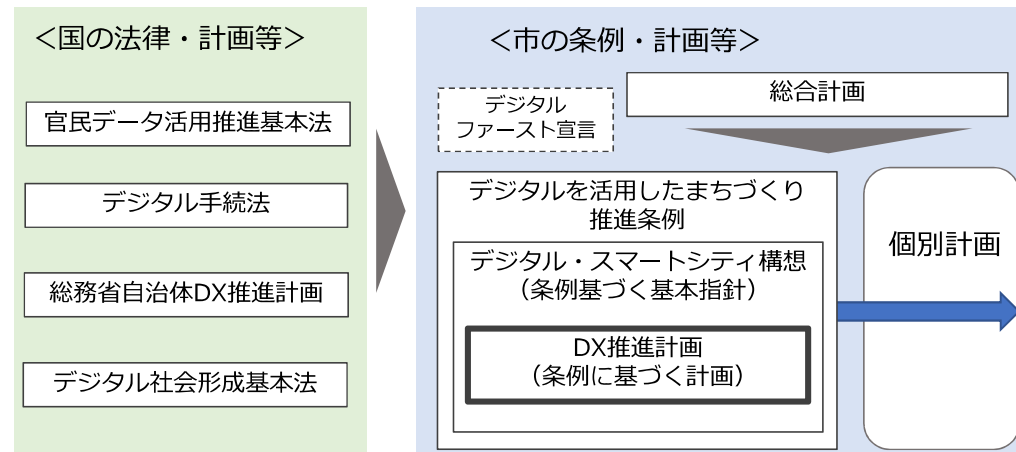 ＜国の法律・計画等＞
官民データ活用推進基本法
デジタル手続法
総務省自治体DX推進計画
デジタル社会形成基本法
＜市の条例・計画等＞
デジタル
ファースト宣言
総合計画
デジタルを活用したまちづくり
推進条例
デジタル・スマートシティ構想
（条例基づく基本指針）
DX推進計画
（条例に基づく計画）
個別計画